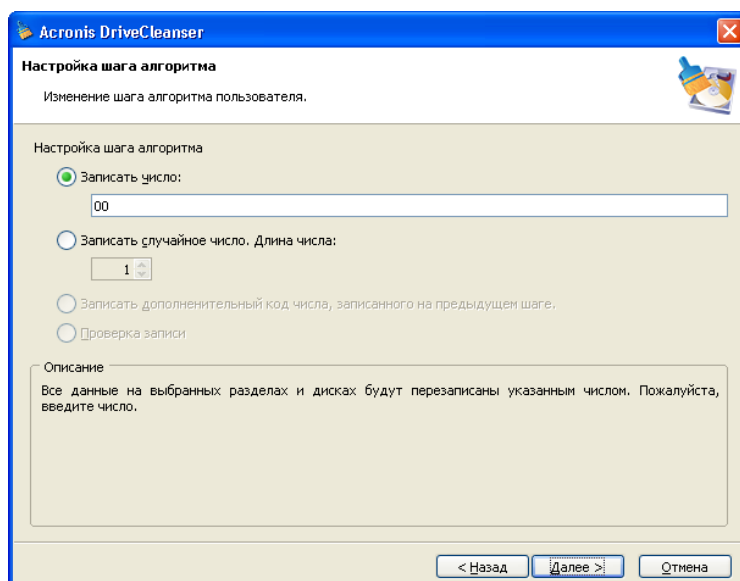 Acronis DriveCleanser
Настройка шага алгоритма
Изменение шага алгоритма пользователя.
Настройка шага алгоритма
Записать число:
00
Записать случайное число. Длина числа:
1
Записать дополненительный код числа, записанного на предыдущем шаге.
Проверка записи
Описание
Все данные на выбранных разделах и дисках будут перезаписаны указанным числом. Пожалуйста,
введите число.
< Назад Далее > Отмена